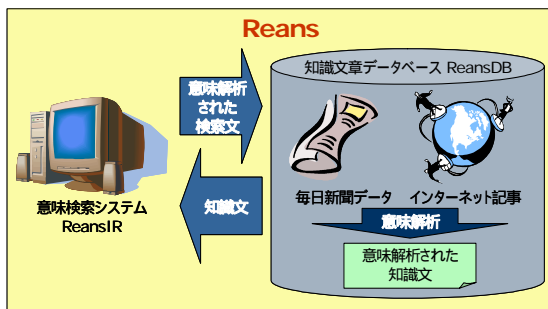 Reans
知識文章データベース ReansDB
意味解析
された
検索文
毎日新聞データ インターネット記事
意味検索システム
ReansIR
知識文
意味解析
意味解析された
知識文